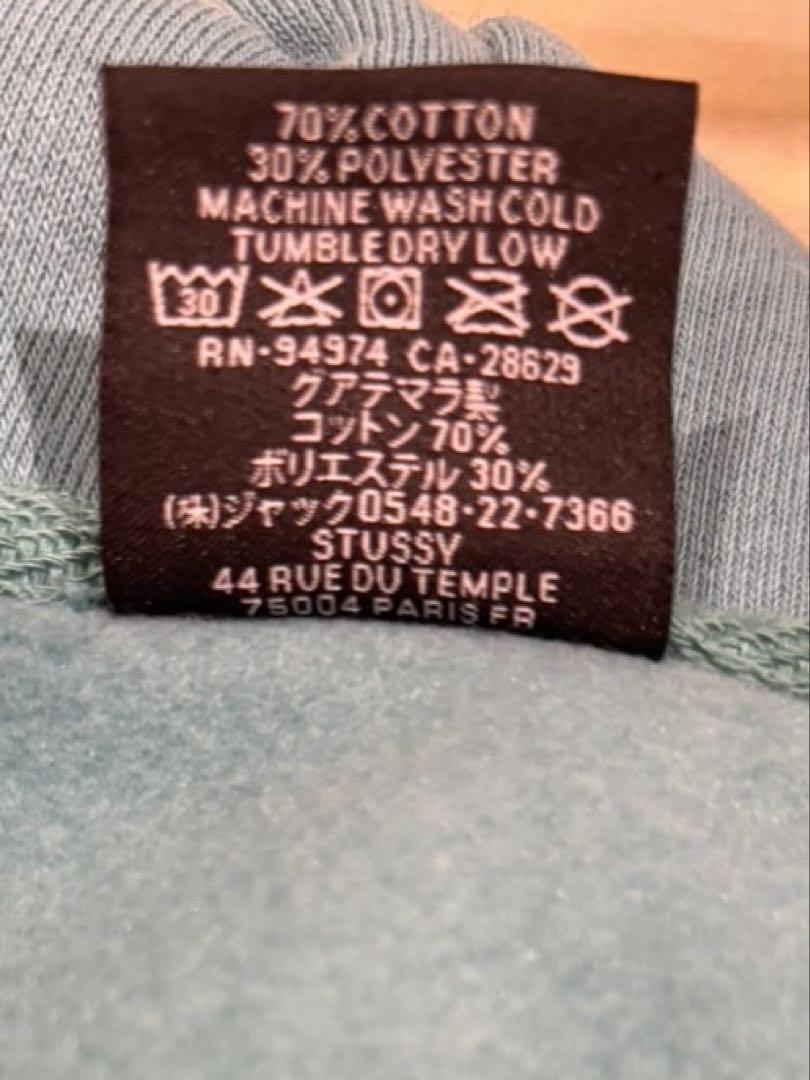 70% COTTON
30% POLYESTER
MACHINE WASH COLD
TUMBLE DRY LOW
30
RN-94974 CA-28629
グアテマラ製
コットン 70%
ポリエステル 30%
(株)ジャック0548-22-7366
STUSSY
44 RUE DU TEMPLE
75004 PARIS FR